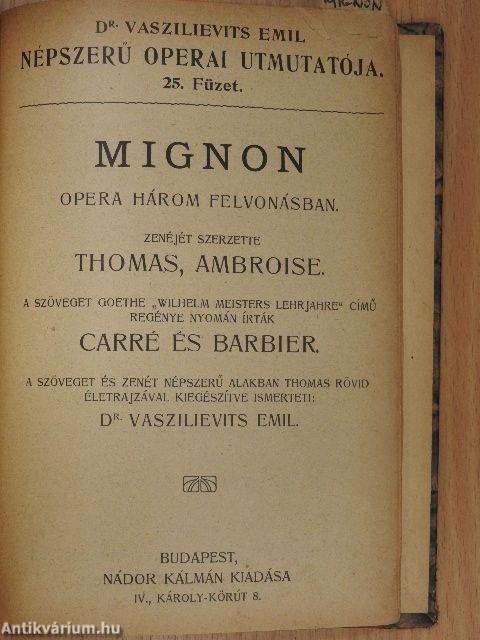 MIGNON
DR. VASZILIEVITS EMIL
NÉPSZERŰ OPERAI UTMUTATÓJA.
25. Füzet.
MIGNON
OPERA HÁROM FELVONÁSBAN.
ZENÉJÉT SZERZETTE
THOMAS, AMBROISE.
A SZÖVEGET GOETHE „WILHELM MEISTERS LEHRJAHRE" CÍMŰ
REGÉNYE NYOMÁN ÍRTÁK
CARRÉ ÉS BARBIER.
A SZÖVEGET ÉS ZENÉT NÉPSZERŰ ALAKBAN THOMAS RÖVID
ÉLETRAJZÁVAL KIEGÉSZÍTVE ISMERTETI:
DR. VASZILIEVITS EMIL.
BUDAPEST,
NÁDOR KÁLMÁN KIADÁSA
IV., KÁROLY-KÖRÚT 8.
Antikvárium.hu